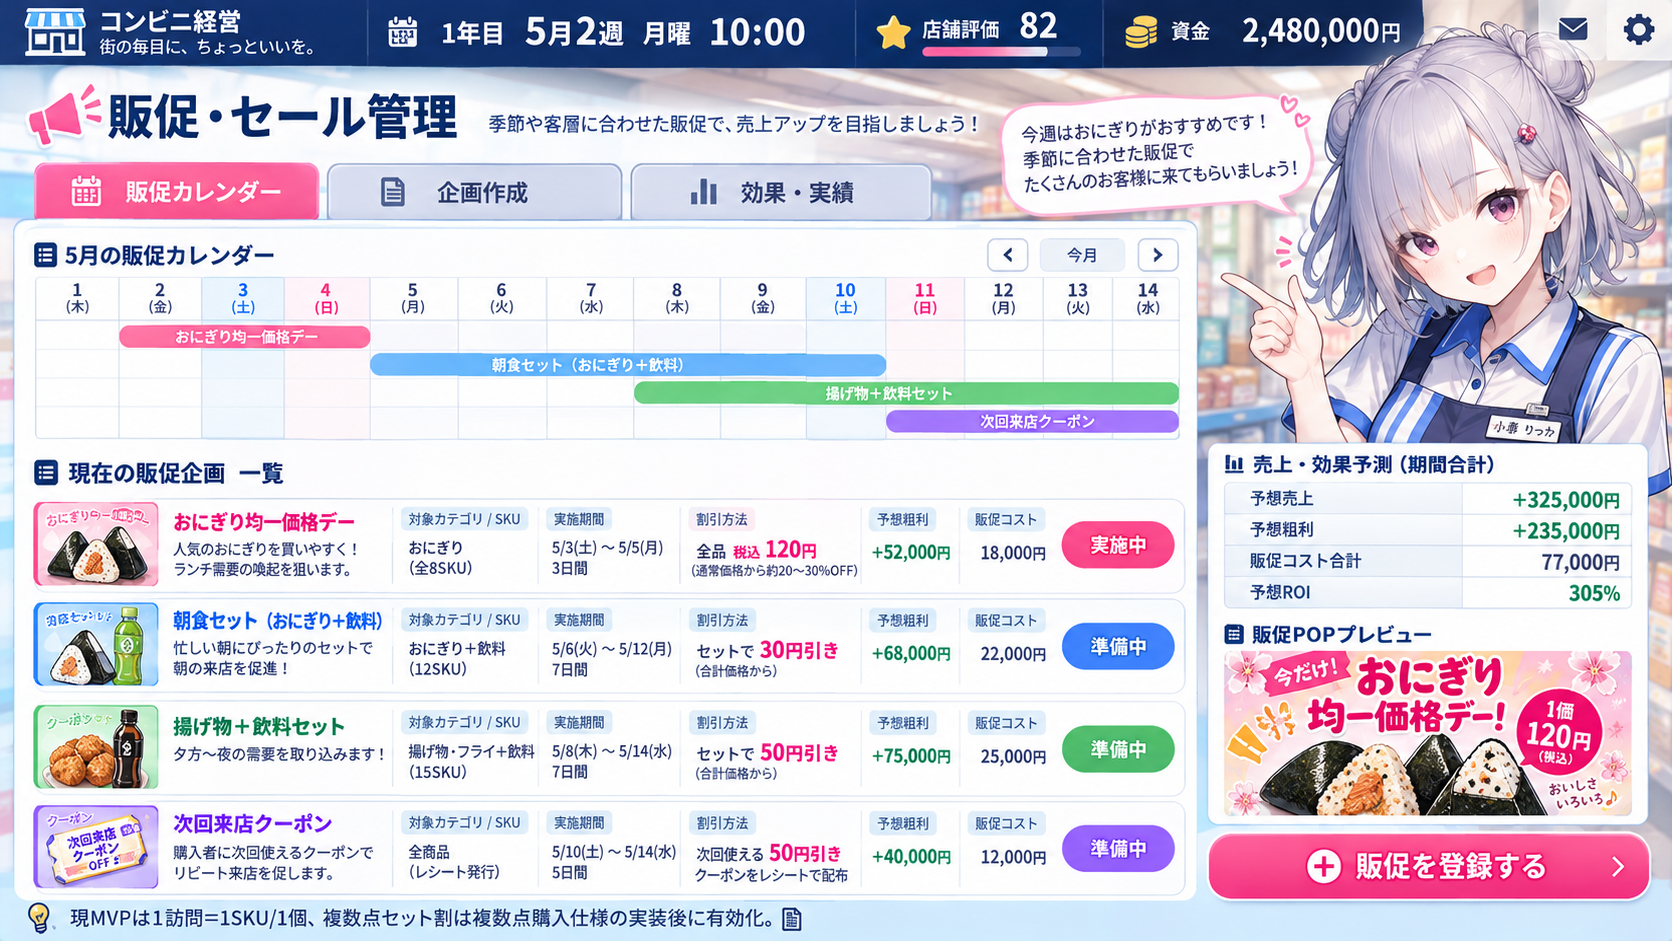 コンビニ経営
街の毎目に、ちょっといいを。
1年目 5月2週 月曜 10:00
店舗評価 82
資金 2,480,000円
販促・セール管理
季節や客層に合わせた販促で、売上アップを目指しましょう！
今週はおにぎりがおすすめです！
季節に合わせた販促で
たくさんのお客様に来てもらいましょう！
販促カレンダー
企画作成
効果・実績
5月の販促カレンダー
今月
1 2 3 4 5 6 7 8 9 10 11 12 13 14
(木) (金) (土) (日) (月) (火) (水) (木) (金) (土) (日) (月) (火) (水)
おにぎり均一価格デー
朝食セット（おにぎり＋飲料）
揚げ物＋飲料セット
次回来店クーポン
現在の販促企画 一覧
おにぎり均一価格デー
人気のおにぎりを買いやすく！
ランチ需要の喚起を狙います。
対象カテゴリ / SKU
おにぎり
（全8SKU）
実施期間
5/3(土) 〜 5/5(月)
3日間
割引方法
全品 税込 120円
（通常価格から約20〜30%OFF）
予想粗利
+52,000円
販促コスト
18,000円
実施中
朝食セット（おにぎり＋飲料）
忙しい朝にぴったりのセットで
朝の来店を促進！
対象カテゴリ / SKU
おにぎり＋飲料
（12SKU）
実施期間
5/6(火) 〜 5/12(月)
7日間
割引方法
セットで 30円引き
（合計価格から）
予想粗利
+68,000円
販促コスト
22,000円
準備中
揚げ物＋飲料セット
夕方〜夜の需要を取り込みます！
対象カテゴリ / SKU
揚げ物・フライ＋飲料
（15SKU）
実施期間
5/8(木) 〜 5/14(水)
7日間
割引方法
セットで 50円引き
（合計価格から）
予想粗利
+75,000円
販促コスト
25,000円
準備中
クーポン
次回来店
クーポン
OFF
次回来店クーポン
購入者に次回使えるクーポンで
リピート来店を促します。
対象カテゴリ / SKU
全商品
（レシート発行）
実施期間
5/10(土) 〜 5/14(水)
5日間
割引方法
次回使える 50円引き
クーポンをレシートで配布
予想粗利
+40,000円
販促コスト
12,000円
準備中
りっか
売上・効果予測（期間合計）
予想売上 +325,000円
予想粗利 +235,000円
販促コスト合計 77,000円
予想ROI 305%
販促POPプレビュー
今だけ！
おにぎり
均一価格デー！
1個
120円
（税込）
おいしさ
いろいろ♪
販促を登録する
現MVPは1訪問＝1SKU/1個、複数点セット割は複数点購入仕様の実装後に有効化。